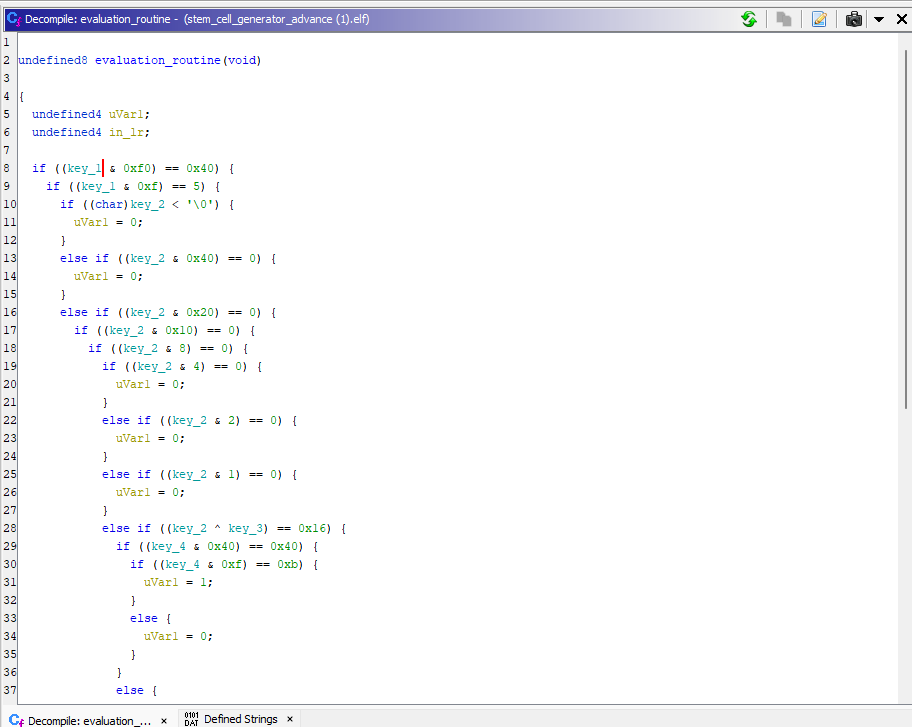 Decompile: evaluation_routine - (stem_cell_generator_advance (1).elf)
1
2 undefined8 evaluation_routine(void)
3
4 {
5   undefined4 uVar1;
6   undefined4 in_lr;
7
8   if ((key_1 & 0xf0) == 0x40) {
9     if ((key_1 & 0xf) == 5) {
10       if ((char)key_2 < '\0') {
11         uVar1 = 0;
12       }
13       else if ((key_2 & 0x40) == 0) {
14         uVar1 = 0;
15       }
16       else if ((key_2 & 0x20) == 0) {
17         if ((key_2 & 0x10) == 0) {
18           if ((key_2 & 8) == 0) {
19             if ((key_2 & 4) == 0) {
20               uVar1 = 0;
21             }
22             else if ((key_2 & 2) == 0) {
23               uVar1 = 0;
24             }
25             else if ((key_2 & 1) == 0) {
26               uVar1 = 0;
27             }
28             else if ((key_2 ^ key_3) == 0x16) {
29               if ((key_4 & 0x40) == 0x40) {
30                 if ((key_4 & 0xf) == 0xb) {
31                   uVar1 = 1;
32                 }
33                 else {
34                   uVar1 = 0;
35                 }
36               }
37               else {
Decompile: evaluation_... × 0101 DAT Defined Strings ×